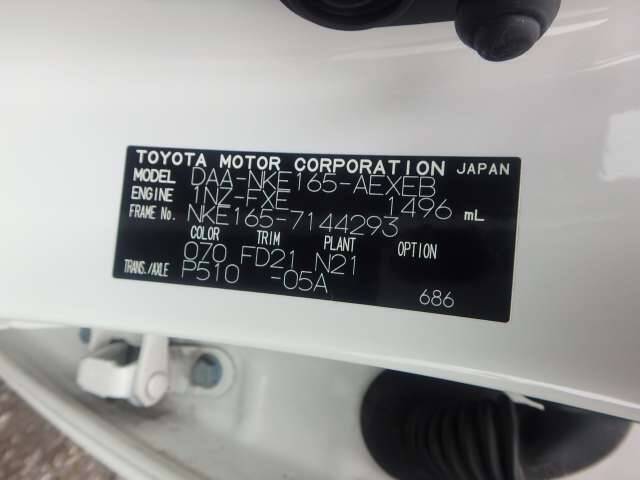 TOYOTA MOTOR CORPORATION JAPAN
MODEL DAA-NKE165-AEXEB
ENGINE 1NZ-FXE 1496 mL
FRAME No. NKE165-7144293
COLOR TRIM PLANT OPTION
070 FD21 N21
TRANS./AXLE P510 -05A
686